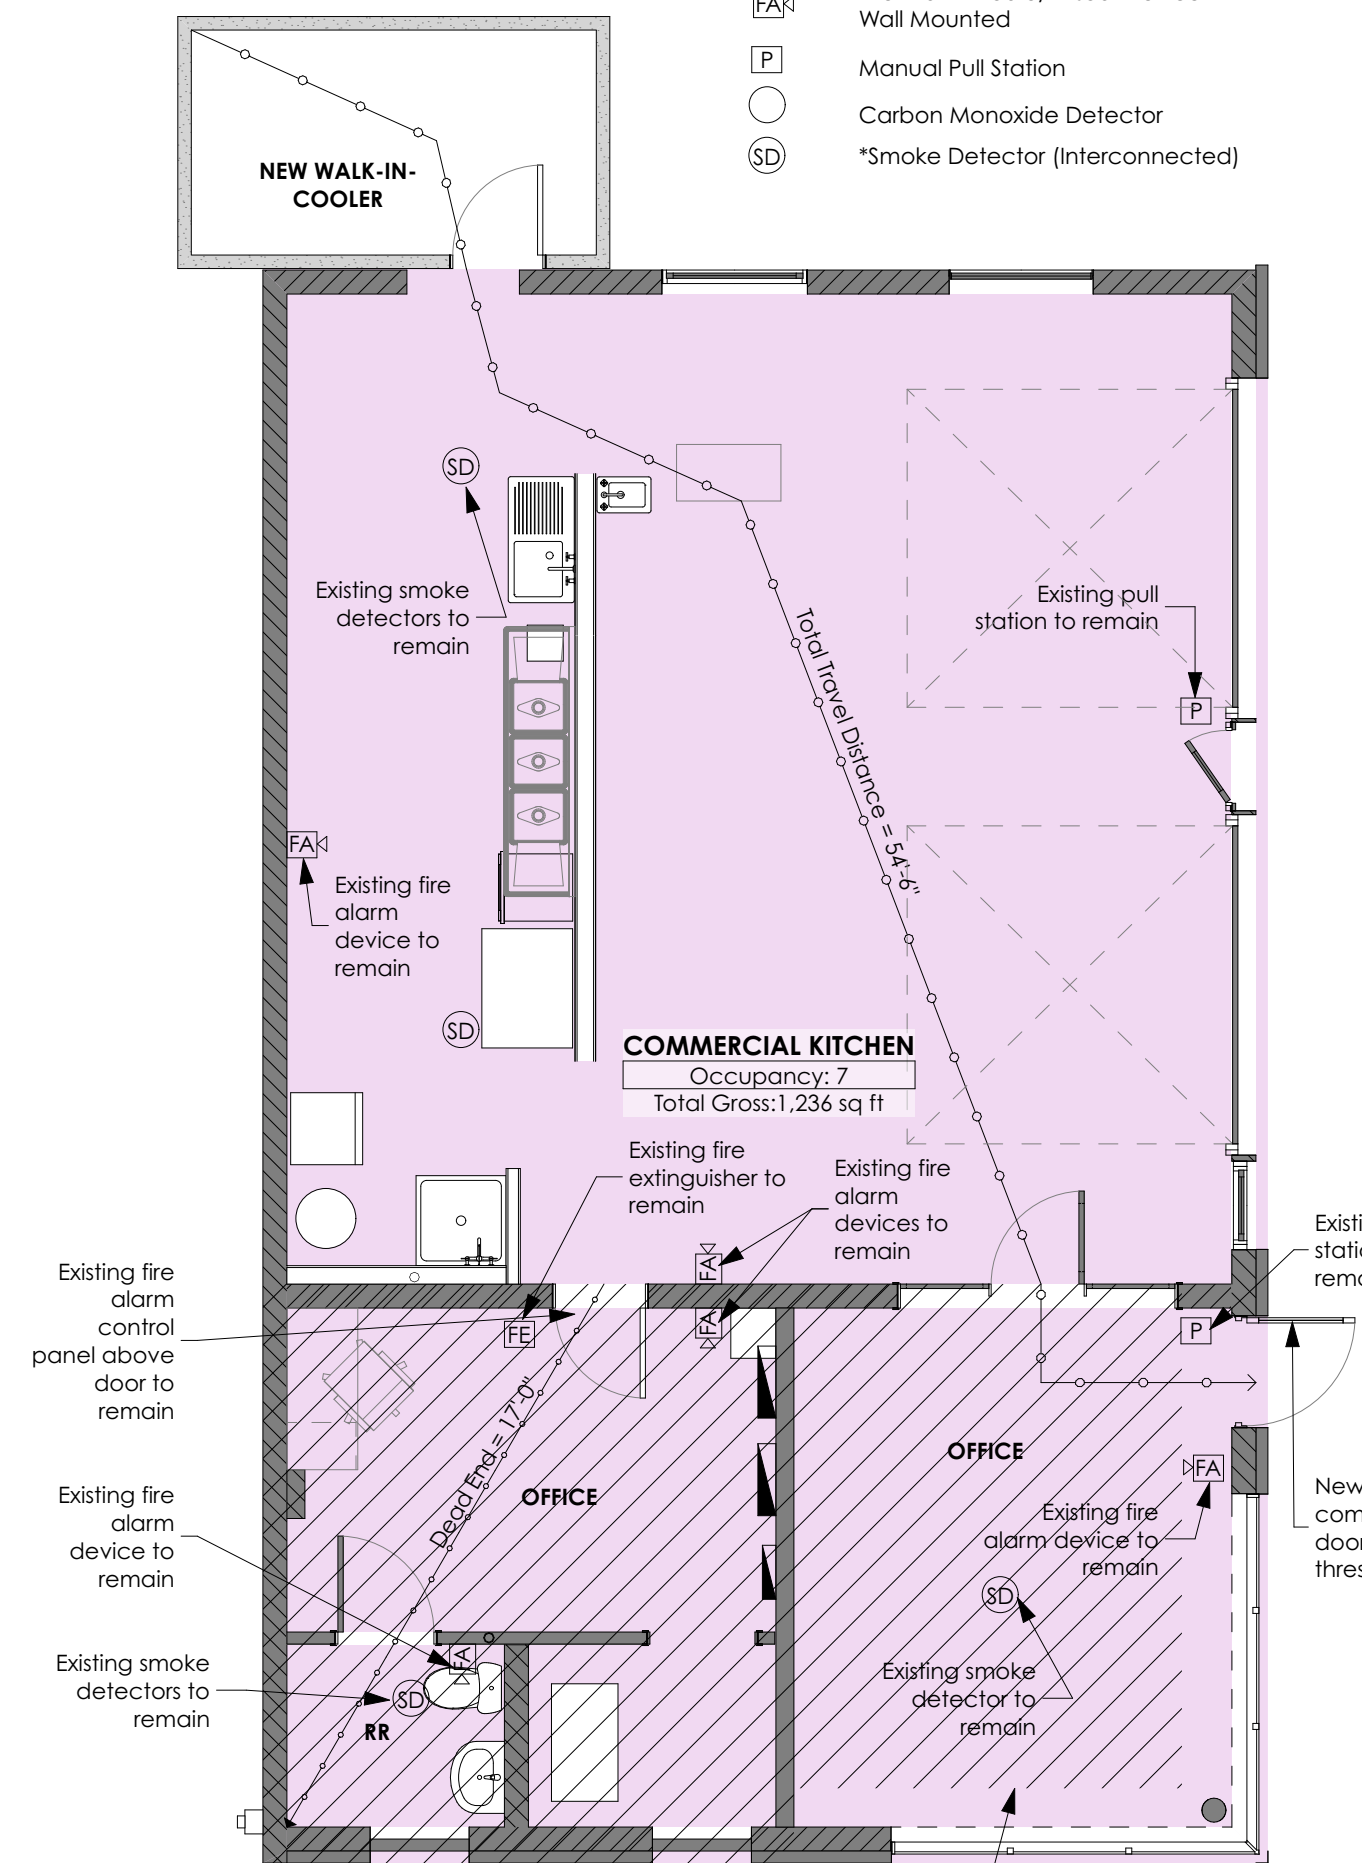 FA
Wall Mounted
P
Manual Pull Station
Carbon Monoxide Detector
SD
*Smoke Detector (Interconnected)
NEW WALK-IN-
COOLER
SD
Existing smoke
detectors to
remain
Existing pull
station to remain
P
Total Travel Distance = 54'-6"
FA
Existing fire
alarm
device to
remain
SD
COMMERCIAL KITCHEN
Occupancy: 7
Total Gross:1,236 sq ft
Existing fire
extinguisher to
remain
Existing fire
alarm
devices to
remain
FA
FA
FE
Existing fire
alarm
control
panel above
door to
remain
P
Dead End = 17'-0"
OFFICE
OFFICE
FA
Existing fire
alarm device to
remain
New
Existing fire
alarm
device to
remain
SD
FA
Existing smoke
detectors to
remain
SD
RR
Existing smoke
detector to
remain